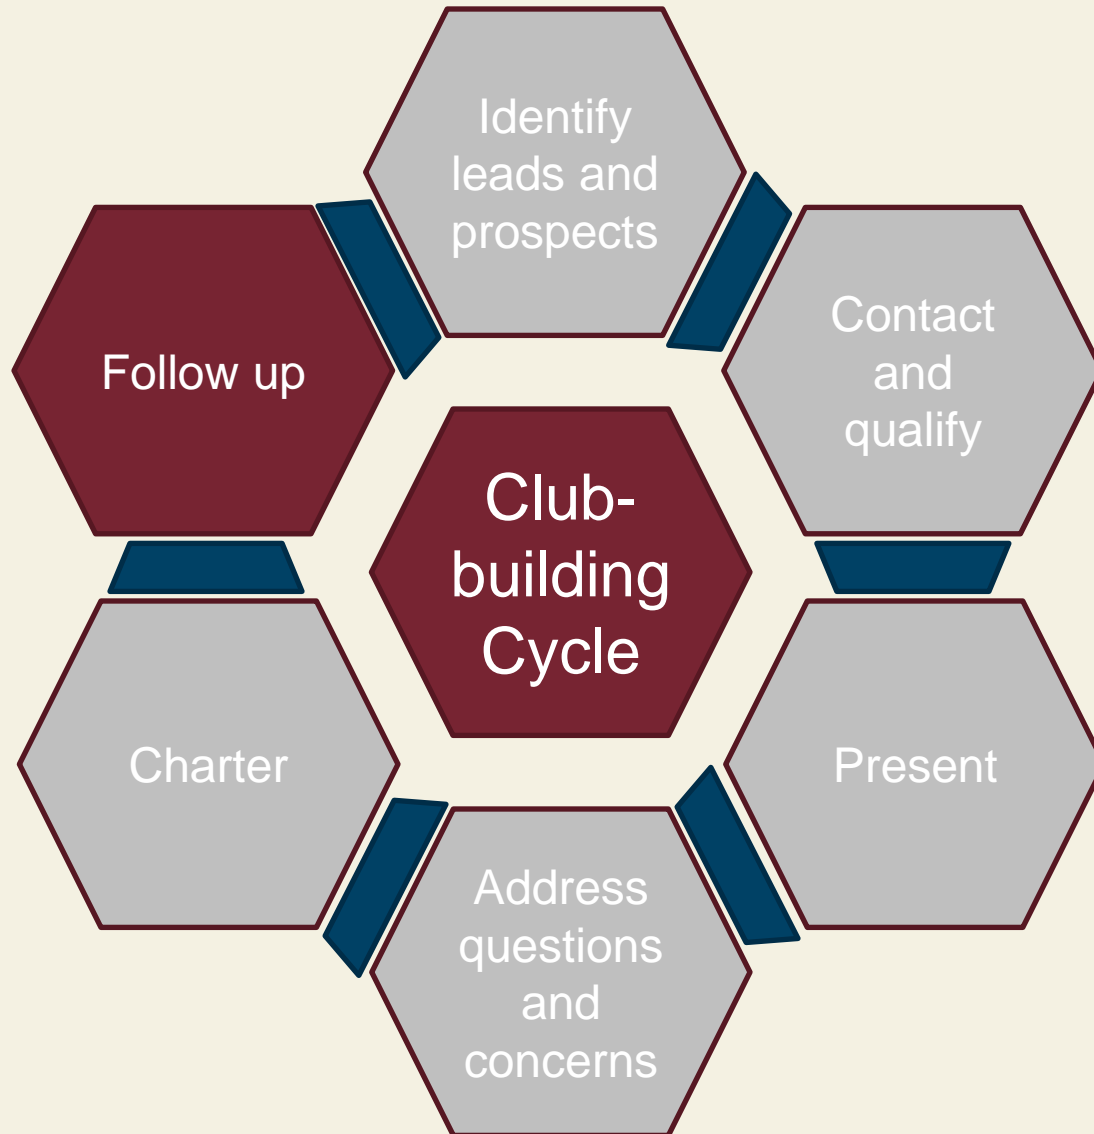 Identify
leads and
prospects
Contact
and
qualify
Follow up
Club-
building
Cycle
Charter
Present
Address
questions
and
concerns